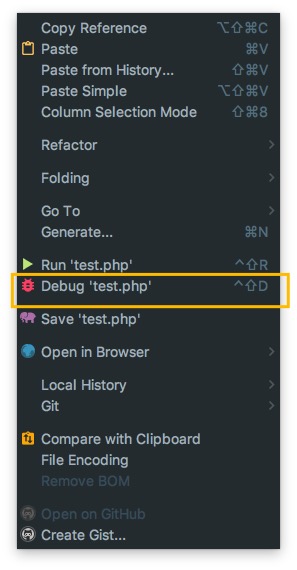 Copy Reference ⌥⇧⌘C
Paste ⌘V
Paste from History... ⇧⌘V
Paste Simple ⌥⇧⌘V
Column Selection Mode ⇧⌘8
Refactor
Folding
Go To
Generate... ⌘N
Run 'test.php' ^⇧R
Debug 'test.php' ^⇧D
Save 'test.php'
Open in Browser
Local History
Git
Compare with Clipboard
File Encoding
Remove BOM
Open on GitHub
Create Gist...